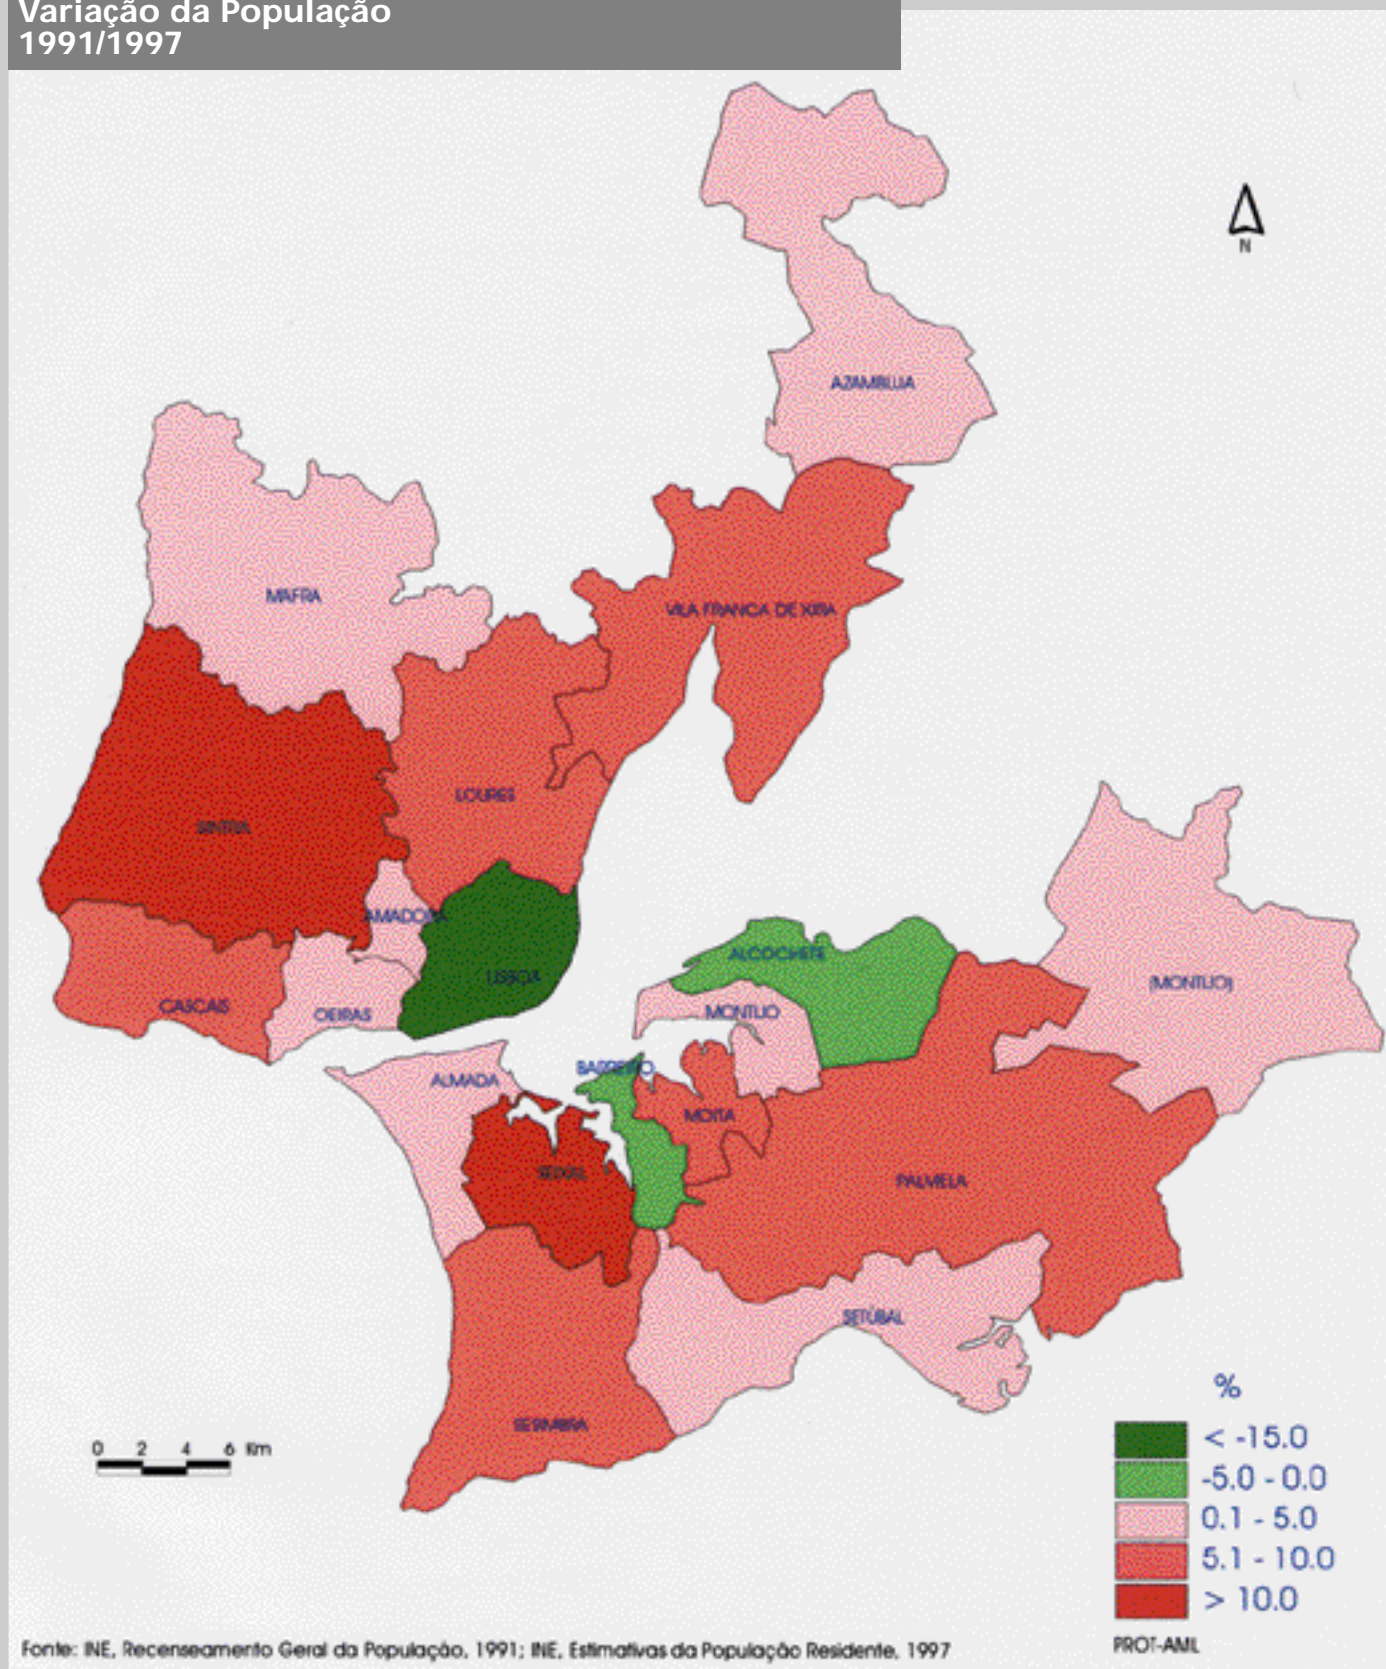 Variação da População
1991/1997
N
AZAMBUJA
MAFRA
VILA FRANCA DE XIRA
LOURES
SINTRA
AMADORA
ALCOCHETE
LISBOA
(MONTIJO)
CASCAIS
OEIRAS
MONTIJO
BARREIRO
ALMADA
MOITA
SEIXAL
PALMELA
SETÚBAL
SESIMBRA
%
< -15.0
-5.0 - 0.0
0.1 - 5.0
5.1 - 10.0
> 10.0
0 2 4 6 Km
Fonte: INE, Recenseamento Geral da População, 1991; INE, Estimativas da População Residente, 1997
PROT-AML